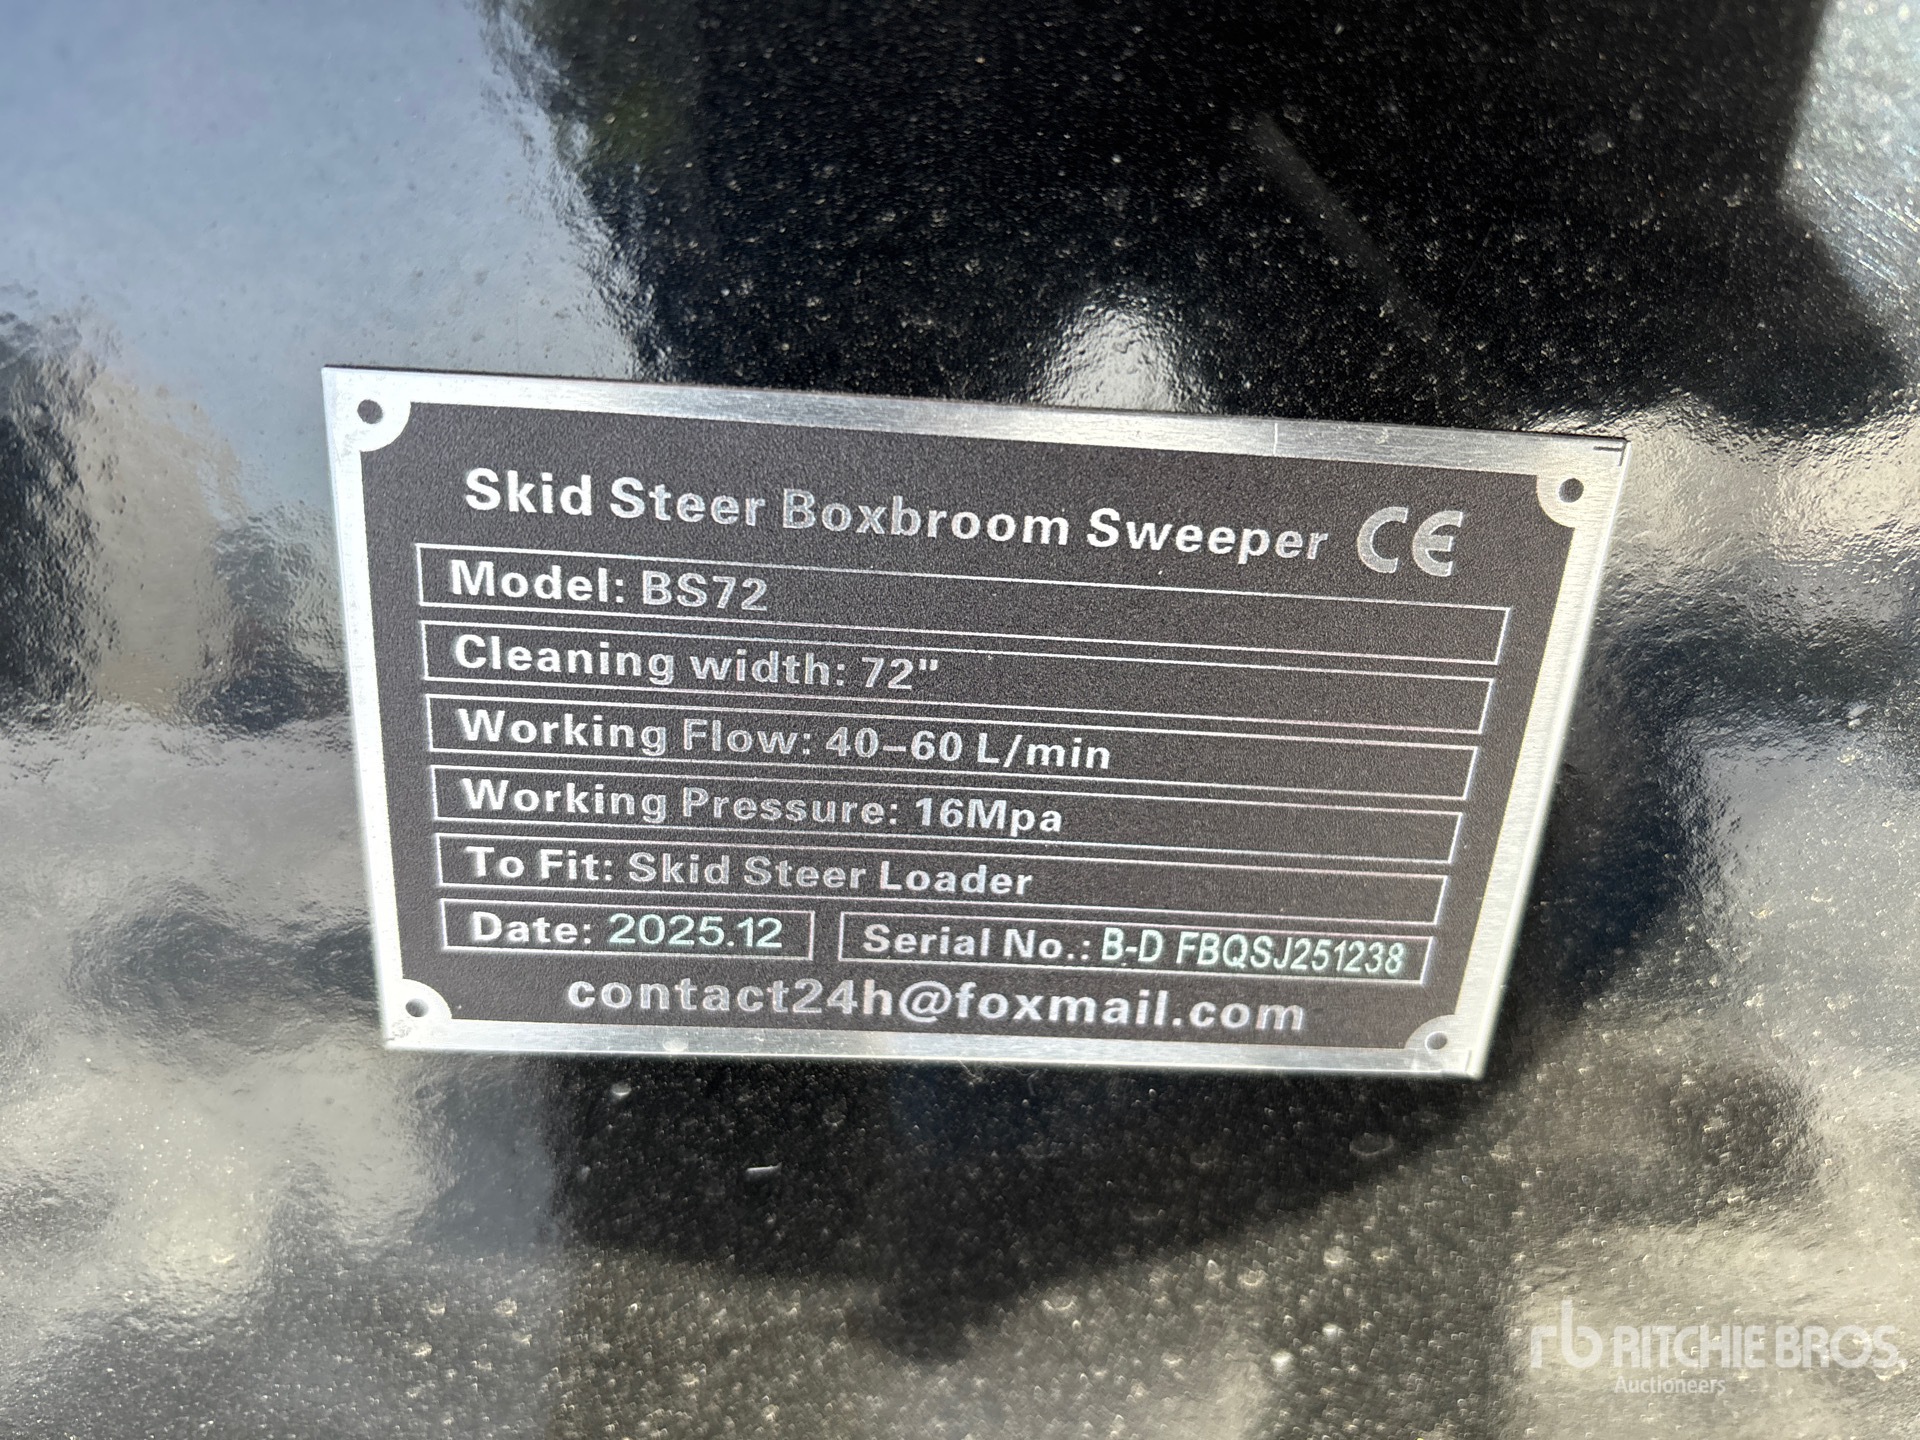 Skid Steer Boxbroom Sweeper CE
Model: BS72
Cleaning width: 72"
Working Flow: 40-60 L/min
Working Pressure: 16Mpa
To Fit: Skid Steer Loader
Date: 2025.12 Serial No.: B-D FBQSJ251238
contact24h@foxmail.com
rb RITCHIE BROS.
Auctioneers